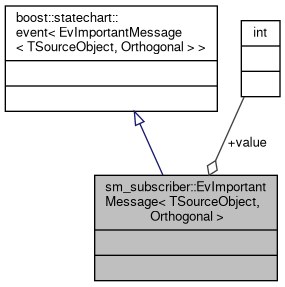 boost::statechart::
event< EvImportantMessage
< TSourceObject, Orthogonal > >
int
+value
sm_subscriber::EvImportant
Message< TSourceObject,
Orthogonal >